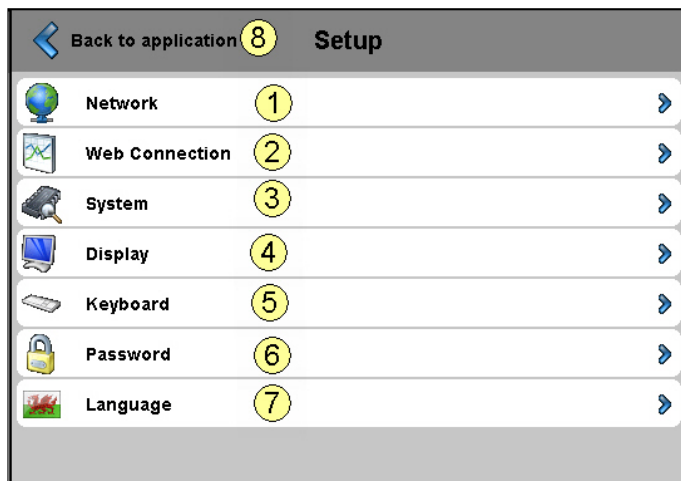 Back to application 8 Setup
Network 1
Web Connection 2
System 3
Display 4
Keyboard 5
Password 6
Language 7